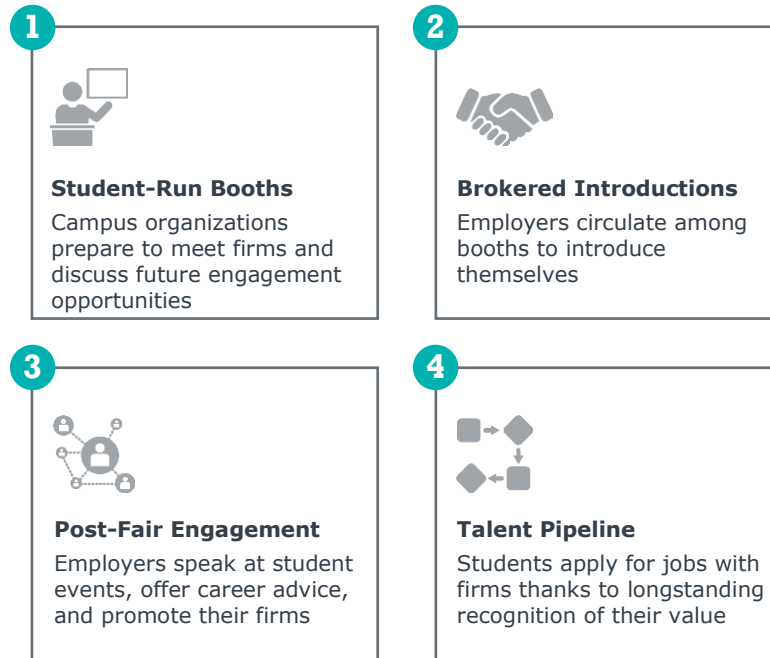 1
Student-Run Booths
Campus organizations
prepare to meet firms and
discuss future engagement
opportunities
2
Brokered Introductions
Employers circulate among
booths to introduce
themselves
3
Post-Fair Engagement
Employers speak at student
events, offer career advice,
and promote their firms
4
Talent Pipeline
Students apply for jobs with
firms thanks to longstanding
recognition of their value